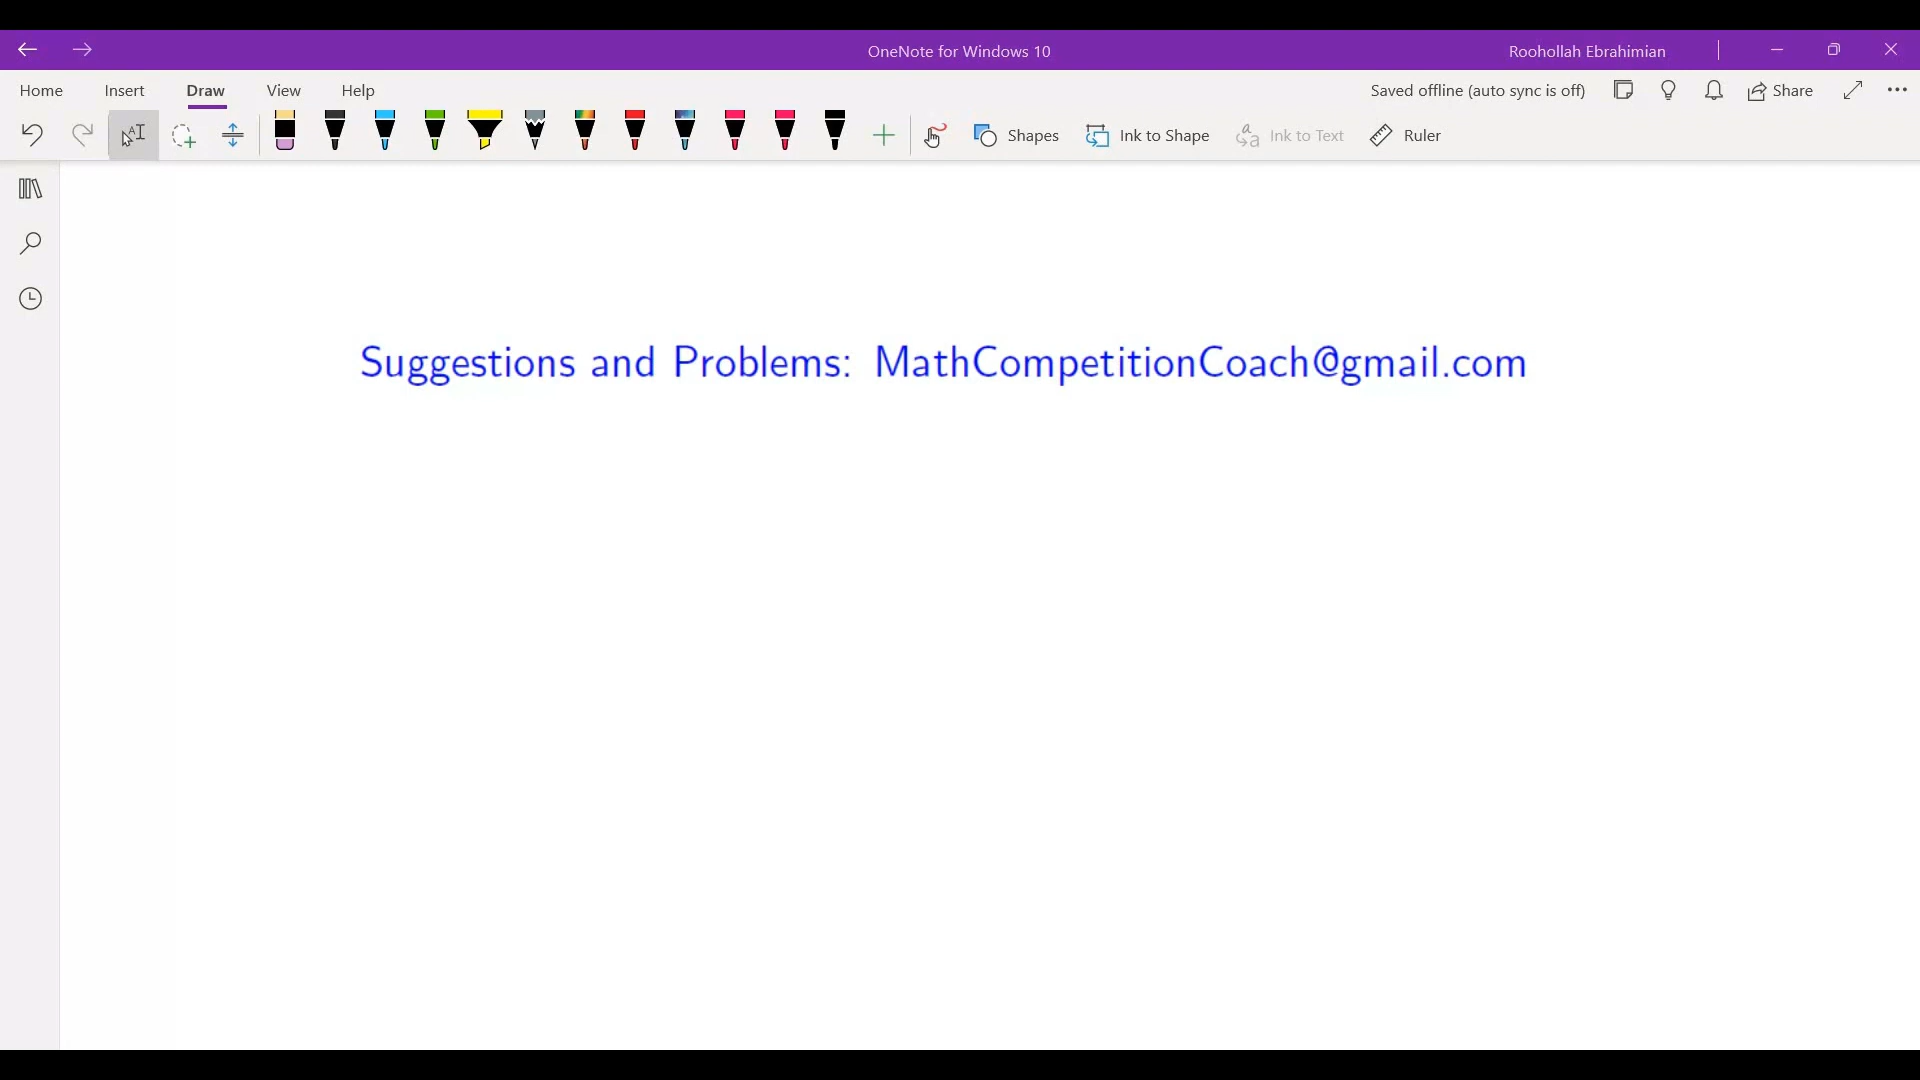 OneNote for Windows 10
Roohollah Ebrahimian
Home Insert Draw View Help
Saved offline (auto sync is off)
Share
Shapes Ink to Shape Ink to Text Ruler
Suggestions and Problems: MathCompetitionCoach@gmail.com